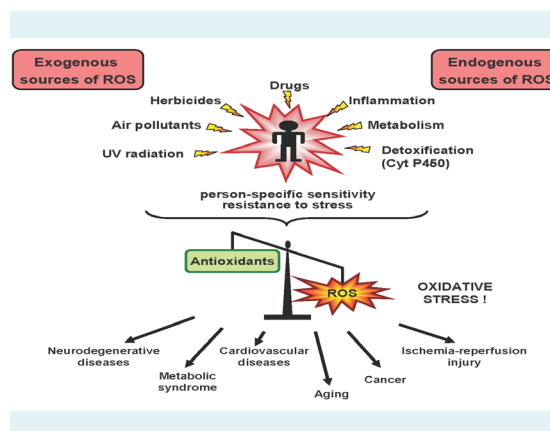 Exogenous
sources of ROS
Endogenous
sources of ROS
Drugs
Herbicides
Inflammation
Air pollutants
Metabolism
UV radiation
Detoxification
(Cyt P450)
person-specific sensitivity
resistance to stress
Antioxidants
ROS
OXIDATIVE
STRESS !
Neurodegenerative
diseases
Metabolic
syndrome
Cardiovascular
diseases
Aging
Cancer
Ischemia-reperfusion
injury